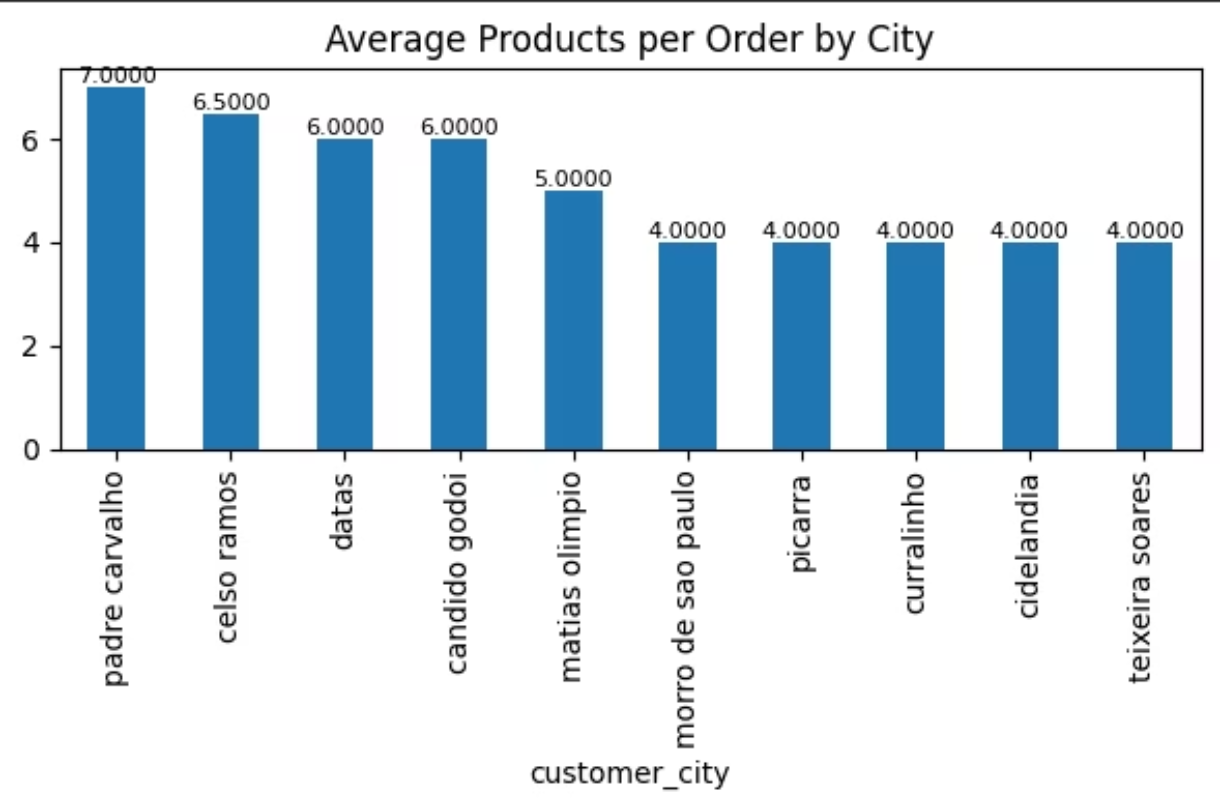 Average Products per Order by City
7.0000
6.5000
6.0000
6.0000
5.0000
4.0000
4.0000
4.0000
4.0000
4.0000
6
4
2
0
padre carvalho
celso ramos
datas
candido godoi
matias olimpio
morro de sao paulo
picarra
curralinho
cidelandia
teixeira soares
customer_city